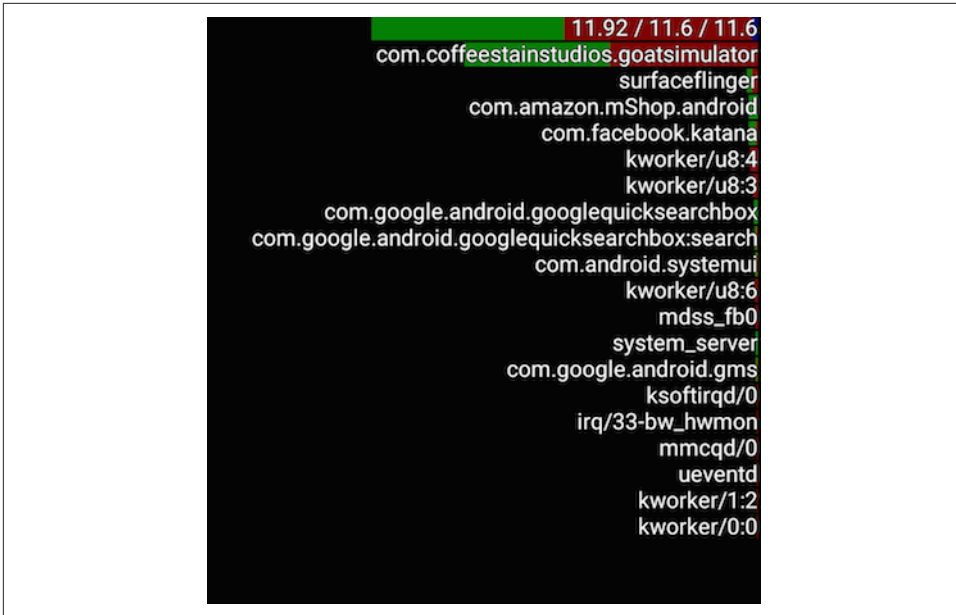 11.92 / 11.6 / 11.6
com.coffeestainstudios.goatsimulator
surfaceflinger
com.amazon.mShop.android
com.facebook.katana
kworker/u8:4
kworker/u8:3
com.google.android.googlequicksearchbox
com.google.android.googlequicksearchbox:search
com.android.systemui
kworker/u8:6
mdss_fb0
system_server
com.google.android.gms
ksoftirqd/0
irq/33-bw_hwmon
mmcqd/0
ueventd
kworker/1:2
kworker/0:0